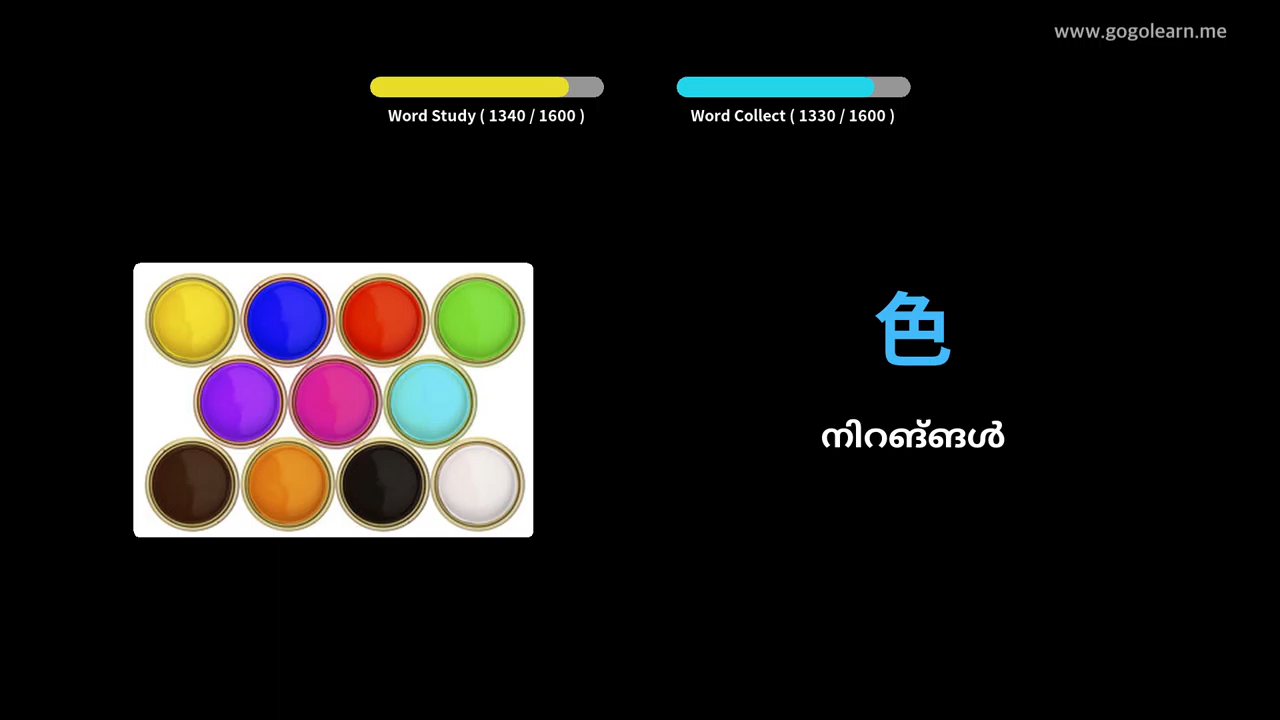 www.gogolearn.me
Word Study ( 1340 / 1600 )
Word Collect ( 1330 / 1600 )
色
നിറങ്ങൾ